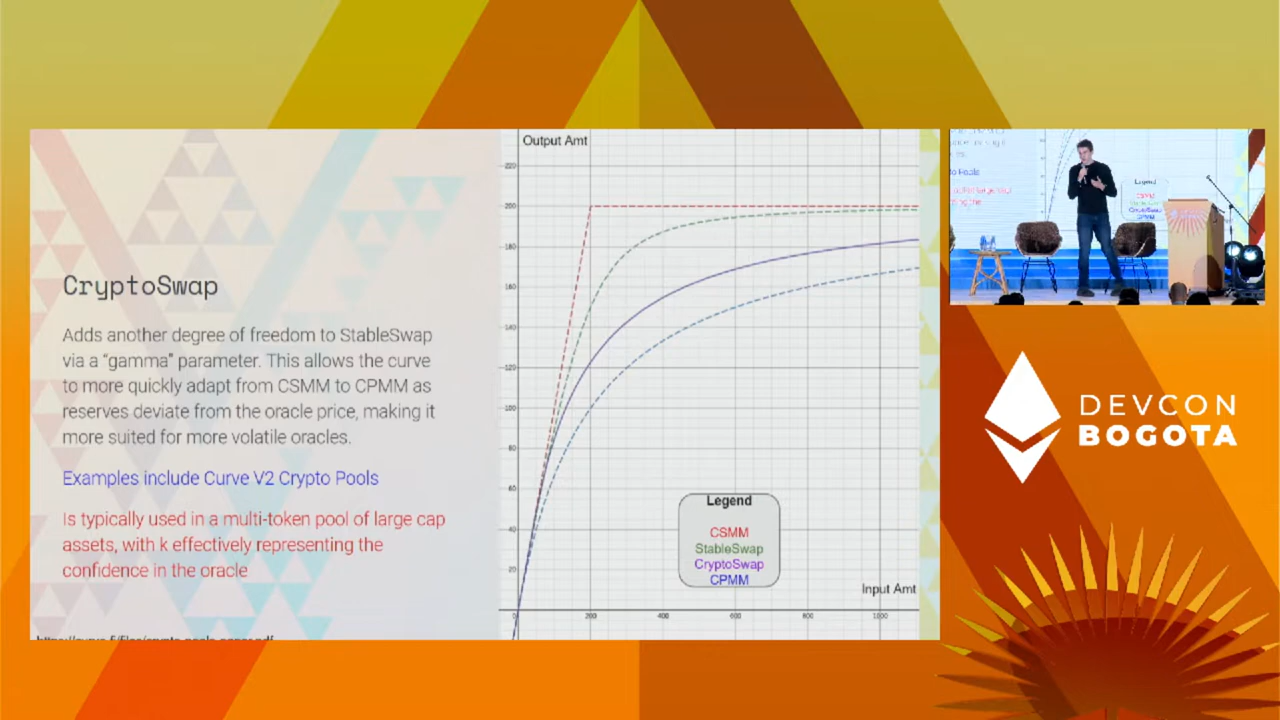 CryptoSwap
Adds another degree of freedom to StableSwap
via a “gamma” parameter. This allows the curve
to more quickly adapt from CSMM to CPMM as
reserves deviate from the oracle price, making it
more suited for more volatile oracles.
Examples include Curve V2 Crypto Pools
Is typically used in a multi-token pool of large cap
assets, with k effectively representing the
confidence in the oracle
Output Amt
220
200
180
160
140
120
100
80
60
40
20
0
200
400
600
800
1000
Input Amt
Legend
CSMM
StableSwap
CryptoSwap
CPMM
Legend
DEVCON
BOGOTA